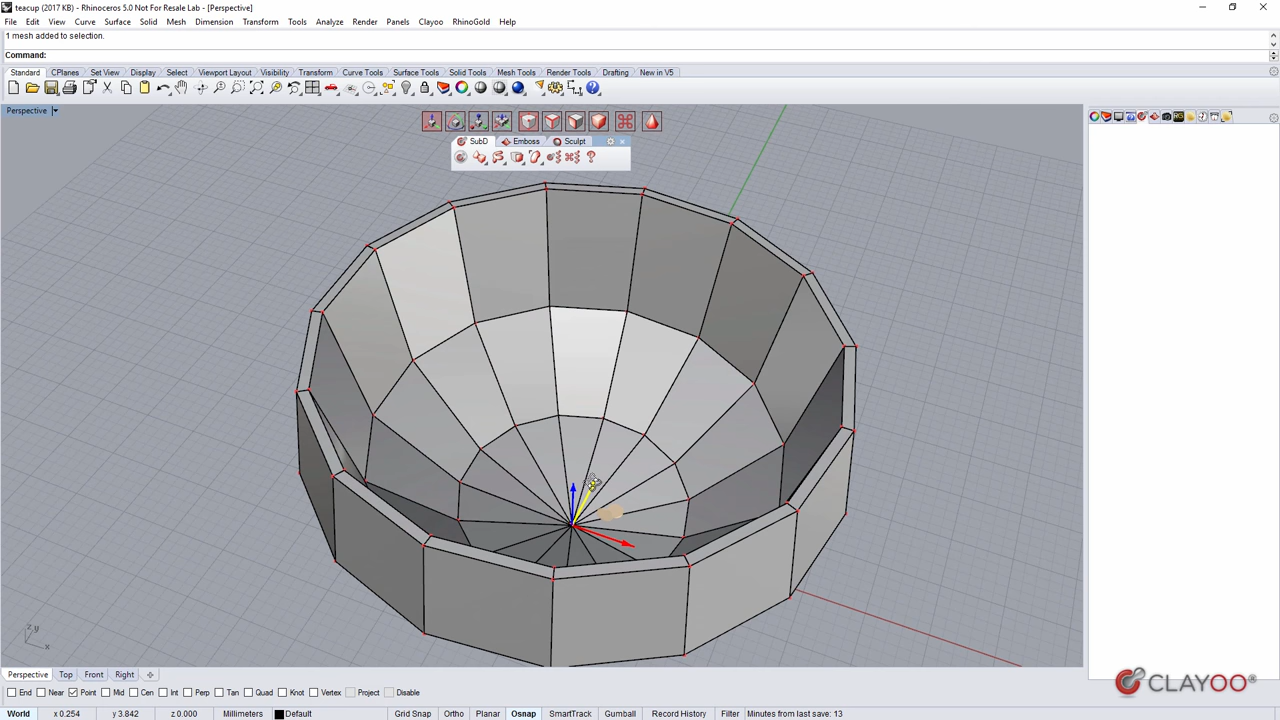 teacup (2017 KB) - Rhinoceros 5.0 Not For Resale Lab - [Perspective]
File Edit View Curve Surface Solid Mesh Dimension Transform Tools Analyze Render Panels Clayoo RhinoGold Help
1 mesh added to selection.
Command:
Standard CPlanes Set View Display Select Viewport Layout Visibility Transform Curve Tools Surface Tools Solid Tools Mesh Tools Render Tools Drafting New in V5
Perspective
SubD Emboss Sculpt
z y
x
Perspective Top Front Right
End Near Point Mid Cen Int Perp Tan Quad Knot Vertex Project Disable
CLAYOO®
World x 0.254 y 3.842 z 0.000 Millimeters Default Grid Snap Ortho Planar Osnap SmartTrack Gumball Record History Filter Minutes from last save: 13